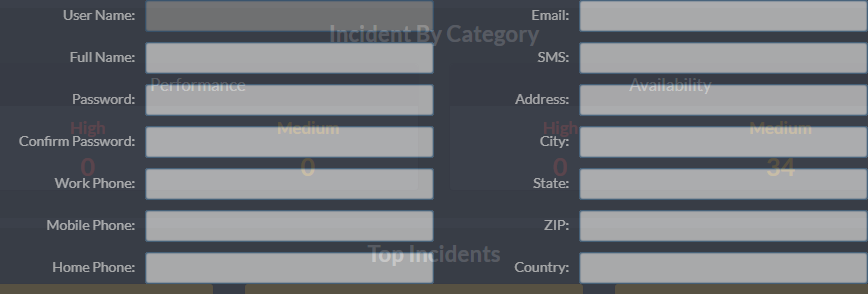 User Name:
Email:
Incident By Category
Full Name:
SMS:
Performance
Availability
Password:
Address:
High
Medium
High
Medium
Confirm Password:
City:
0
0
0
34
Work Phone:
State:
Mobile Phone:
ZIP:
Top Incidents
Home Phone:
Country: